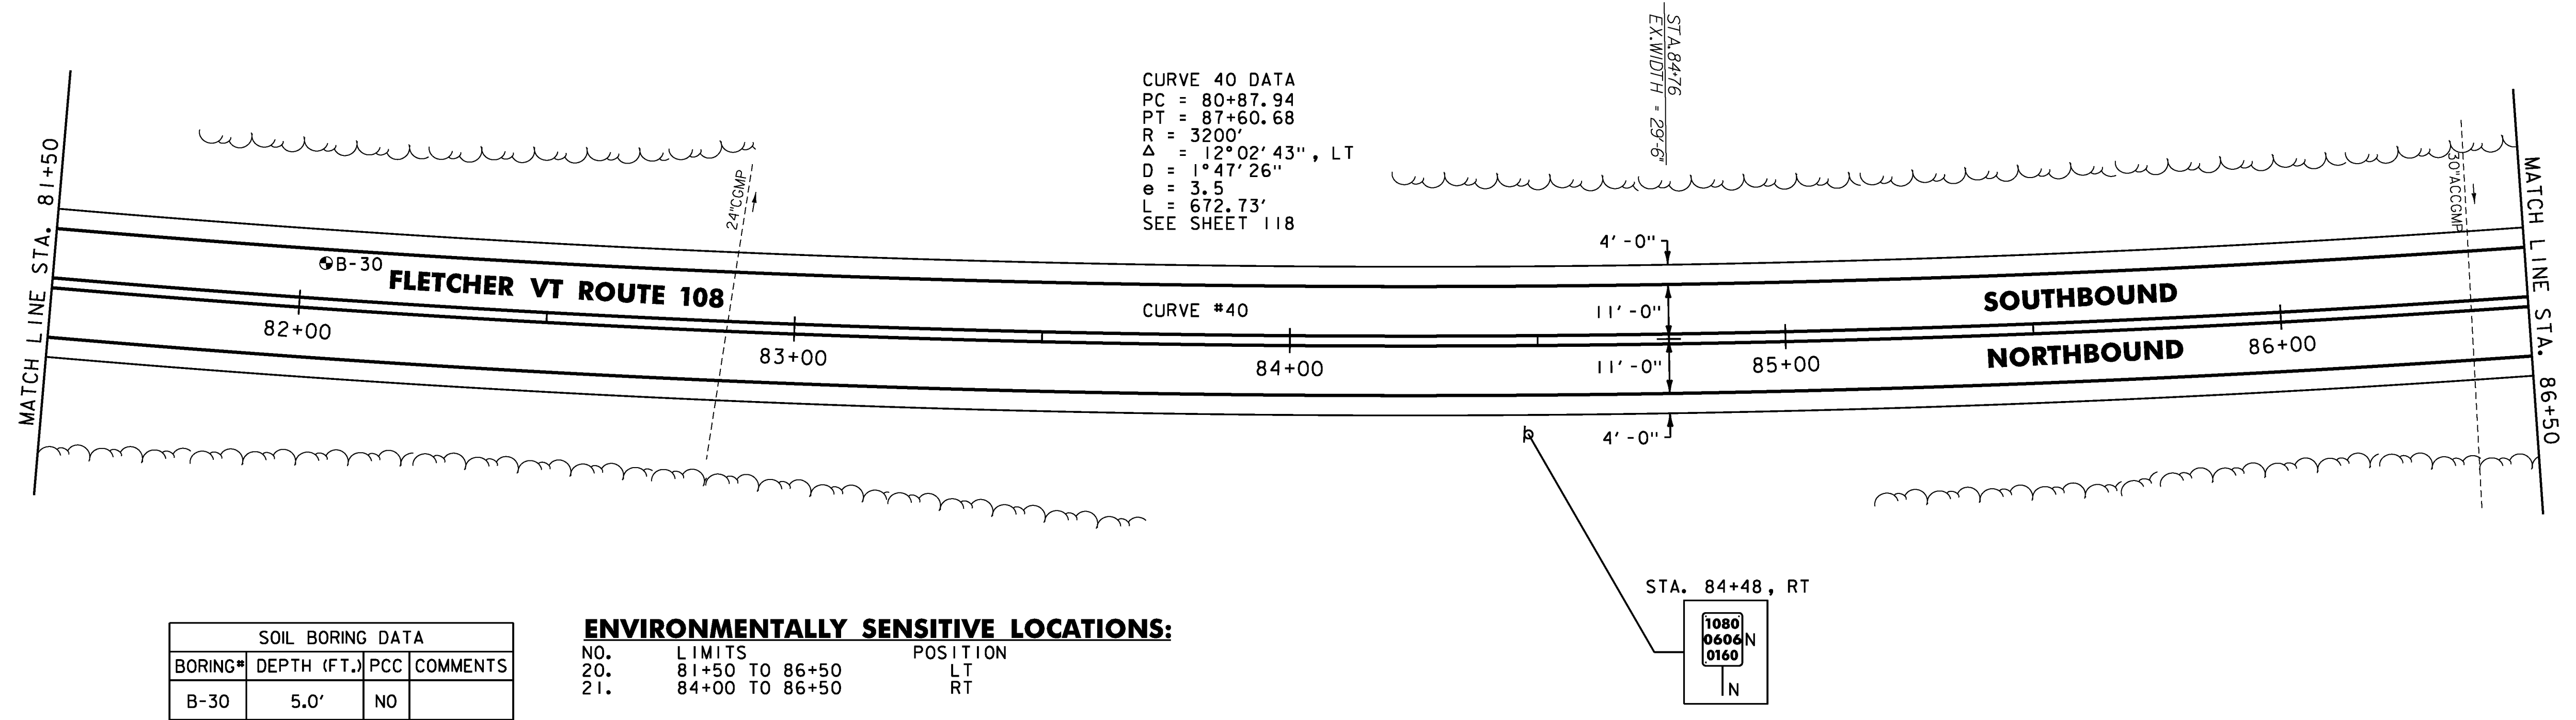 STA.84+76
EX.WIDTH = 29'-6"
CURVE 40 DATA
PC = 80+87.94
PT = 87+60.68
R = 3200'
Δ = 12°02'43", LT
D = 1°47'26"
e = 3.5
L = 672.73'
SEE SHEET 118
MATCH LINE STA. 81+50
24"CGMP
30"ACCGMP
MATCH LINE STA. 86+50
4'-0"
B-30
FLETCHER VT ROUTE 108
CURVE #40
11'-0"
SOUTHBOUND
82+00
83+00
84+00
11'-0"
85+00
NORTHBOUND
86+00
4'-0"
STA. 84+48, RT
1080
0606 N
0160
N
SOIL BORING DATA
BORING# DEPTH (FT.) PCC COMMENTS
B-30 5.0' NO
ENVIRONMENTALLY SENSITIVE LOCATIONS:
NO. LIMITS POSITION
20. 81+50 TO 86+50 LT
21. 84+00 TO 86+50 RT